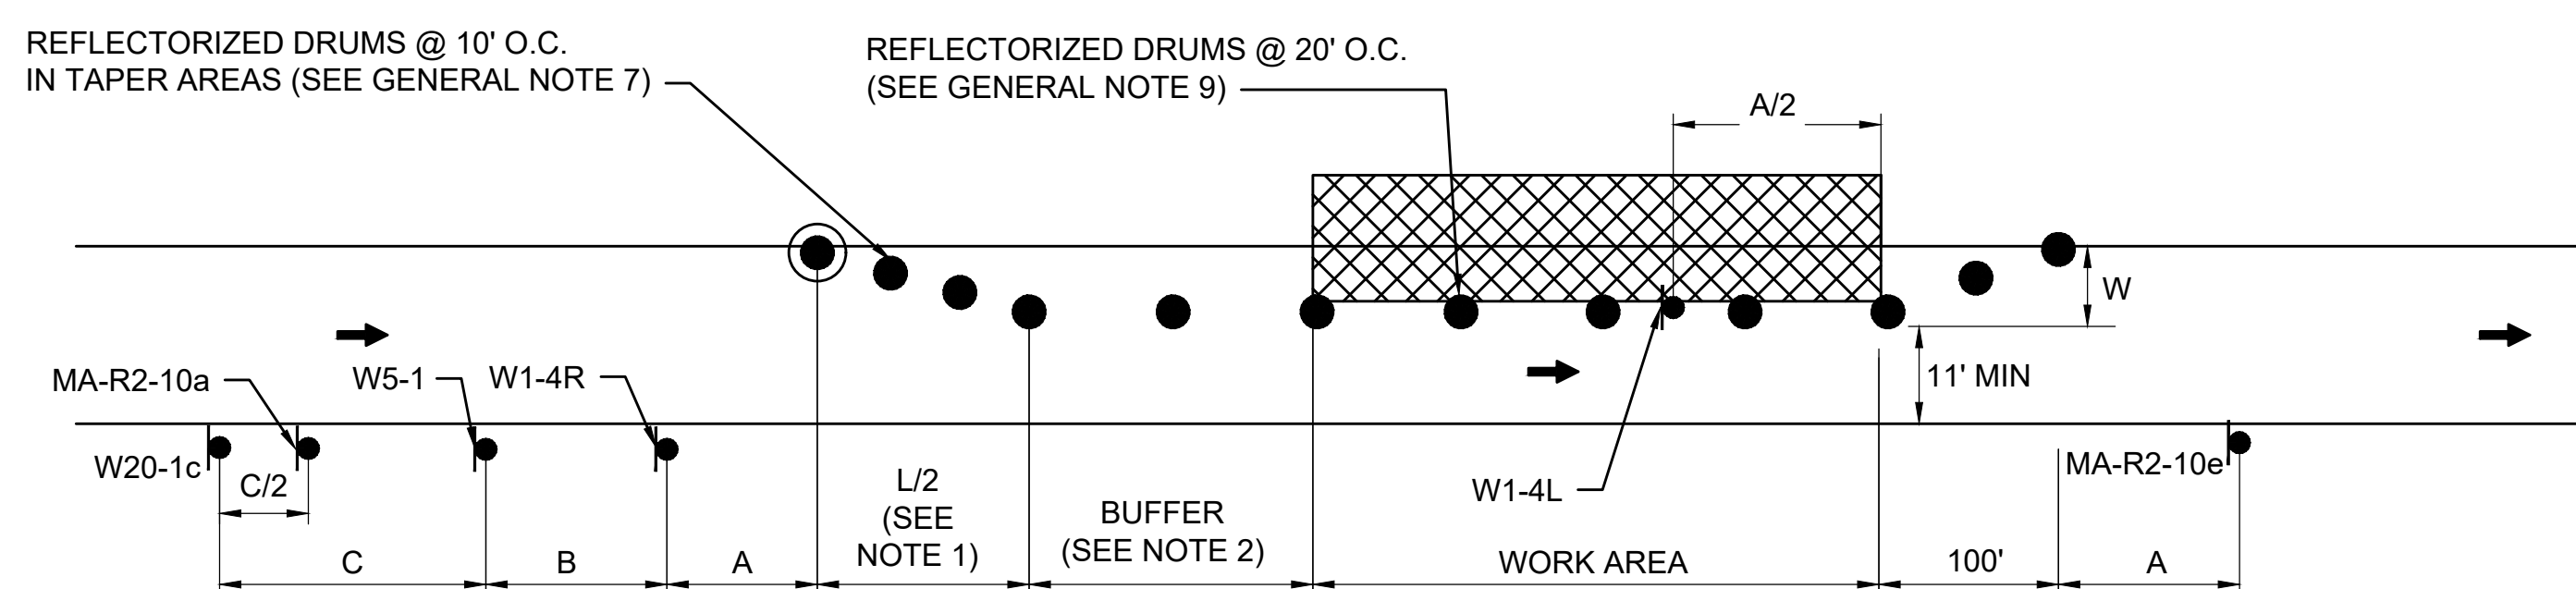 REFLECTORIZED DRUMS @ 10' O.C.
IN TAPER AREAS (SEE GENERAL NOTE 7)
REFLECTORIZED DRUMS @ 20' O.C.
(SEE GENERAL NOTE 9)
A/2
W
MA-R2-10a
W5-1
W1-4R
11' MIN
W20-1c
C/2
MA-R2-10e
W1-4L
L/2
(SEE
NOTE 1)
BUFFER
(SEE NOTE 2)
C
B
A
WORK AREA
100'
A